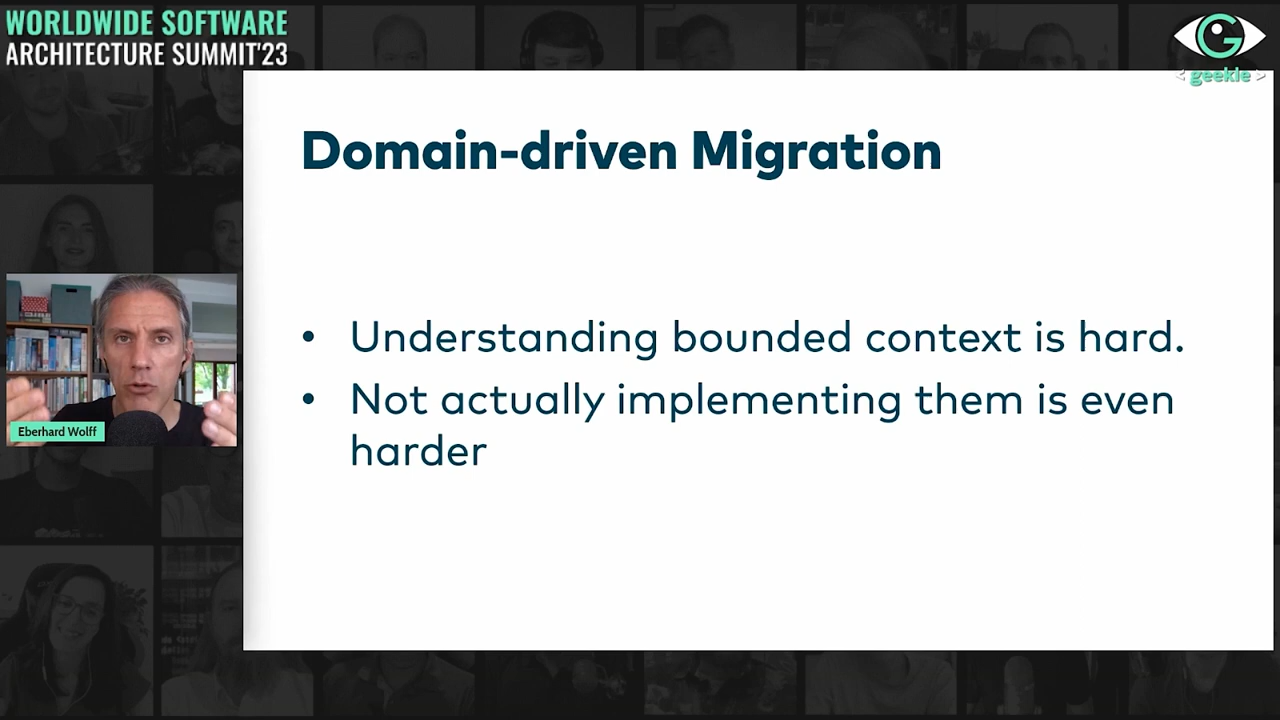 WORLDWIDE SOFTWARE
ARCHITECTURE SUMMIT'23
G
< geekle >
Domain-driven Migration
• Understanding bounded context is hard.
• Not actually implementing them is even
harder
Eberhard Wolff